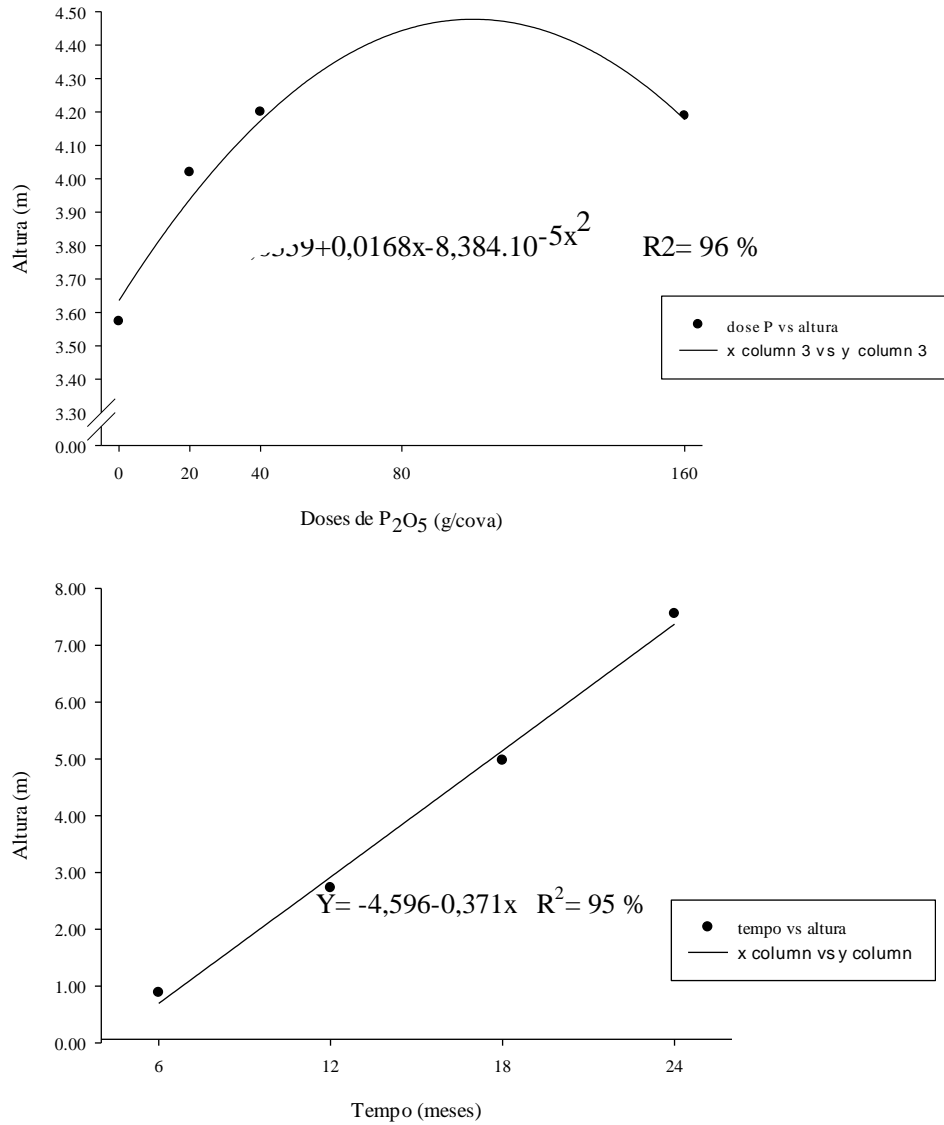 4.50
4.40
4.30
4.20
4.10
4.00
3.90
3.80
3.70
3.60
3.50
3.40
3.30
0.00
Altura (m)
+0,0168x-8,384.10-5x2 R2= 96 %
dose P vs altura
x column 3 vs y column 3
0 20 40 80 160
Doses de P2O5 (g/cova)
8.00
7.00
6.00
5.00
4.00
3.00
2.00
1.00
0.00
Altura (m)
Y= -4,596-0,371x R2= 95 %
tempo vs altura
x column vs y column
6 12 18 24
Tempo (meses)